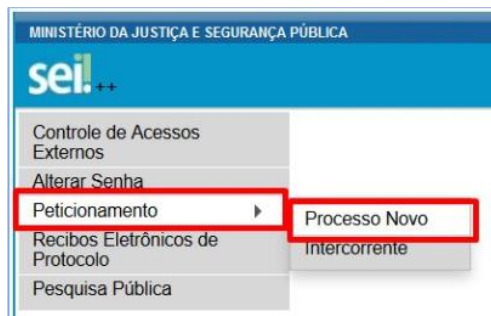 MINISTÉRIO DA JUSTIÇA E SEGURANÇA PÚBLICA
sei! ++
Controle de Acessos
Externos
Alterar Senha
Peticionamento
Processo Novo
Intercorrente
Recibos Eletrônicos de
Protocolo
Pesquisa Pública